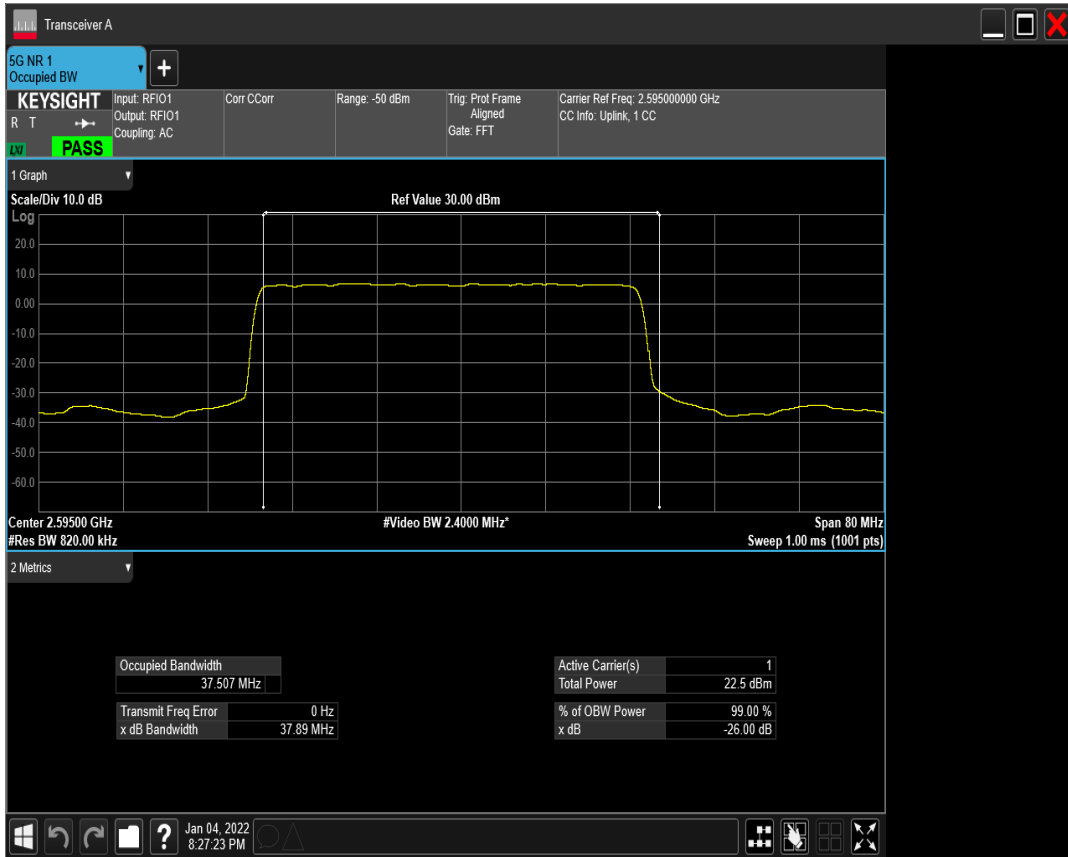 Transceiver A
5G NR 1
Occupied BW
KEYSIGHT
R T
LXI
PASS
Input: RFIO1
Output: RFIO1
Coupling: AC
Corr CCorr
Range: -50 dBm
Trig: Prot Frame
Aligned
Gate: FFT
Carrier Ref Freq: 2.595000000 GHz
CC Info: Uplink, 1 CC
1 Graph
Scale/Div 10.0 dB
Ref Value 30.00 dBm
Log
20.0
10.0
0.00
-10.0
-20.0
-30.0
-40.0
-50.0
-60.0
Center 2.59500 GHz
#Video BW 2.4000 MHz*
Span 80 MHz
#Res BW 820.00 kHz
Sweep 1.00 ms (1001 pts)
2 Metrics
Occupied Bandwidth
37.507 MHz
Transmit Freq Error 0 Hz
x dB Bandwidth 37.89 MHz
Active Carrier(s) 1
Total Power 22.5 dBm
% of OBW Power 99.00 %
x dB -26.00 dB
?
Jan 04, 2022
8:27:23 PM